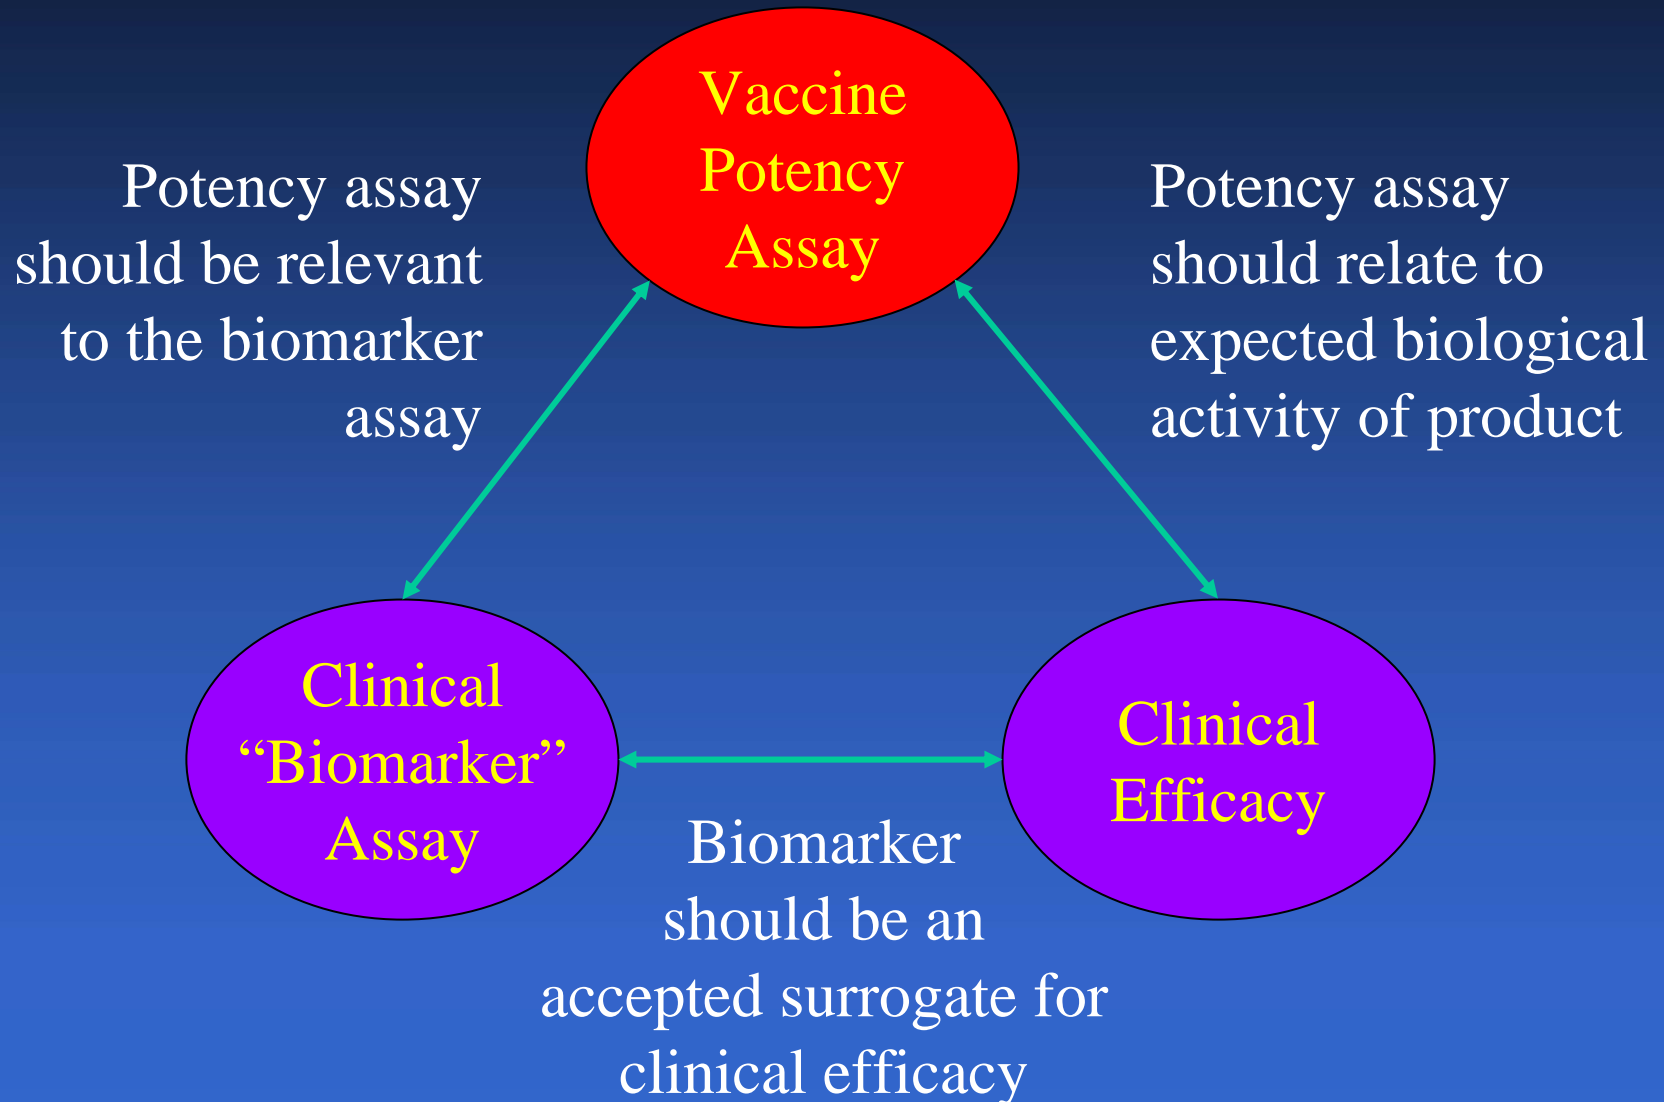 Vaccine
Potency
Assay
Potency assay
should be relevant
to the biomarker
assay
Potency assay
should relate to
expected biological
activity of product
Clinical
“Biomarker”
Assay
Clinical
Efficacy
Biomarker
should be an
accepted surrogate for
clinical efficacy